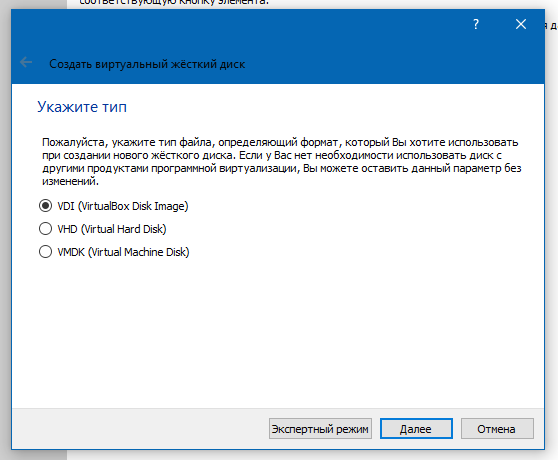 соответствующую кнопку элемента.
?
Создать виртуальный жёсткий диск
Укажите тип
Пожалуйста, укажите тип файла, определяющий формат, который Вы хотите использовать
при создании нового жёсткого диска. Если у Вас нет необходимости использовать диск с
другими продуктами программной виртуализации, Вы можете оставить данный параметр без
изменений.
VDI (VirtualBox Disk Image)
VHD (Virtual Hard Disk)
VMDK (Virtual Machine Disk)
Экспертный режим Далее Отмена